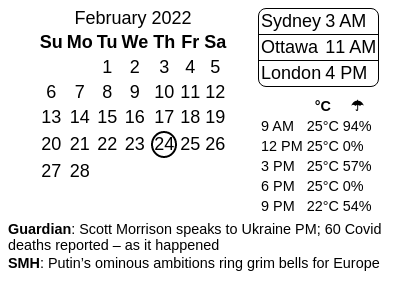 February 2022
Su Mo Tu We Th Fr Sa
1 2 3 4 5
6 7 8 9 10 11 12
13 14 15 16 17 18 19
20 21 22 23 24 25 26
27 28
Sydney 3 AM
Ottawa 11 AM
London 4 PM
°C ☂
9 AM 25°C 94%
12 PM 25°C 0%
3 PM 25°C 57%
6 PM 25°C 0%
9 PM 22°C 54%
Guardian: Scott Morrison speaks to Ukraine PM; 60 Covid
deaths reported – as it happened
SMH: Putin’s ominous ambitions ring grim bells for Europe